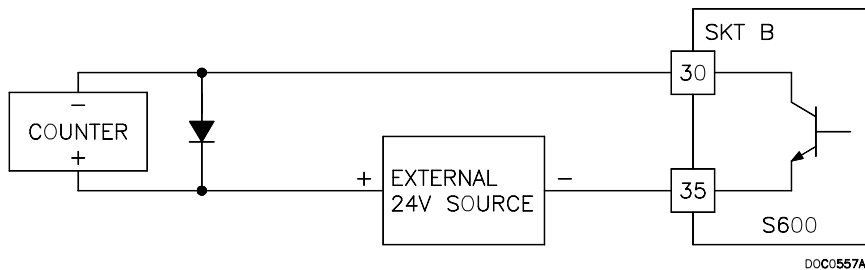 SKT B
30
−
COUNTER
+
+ EXTERNAL −
24V SOURCE
35
S600
DOC0557A